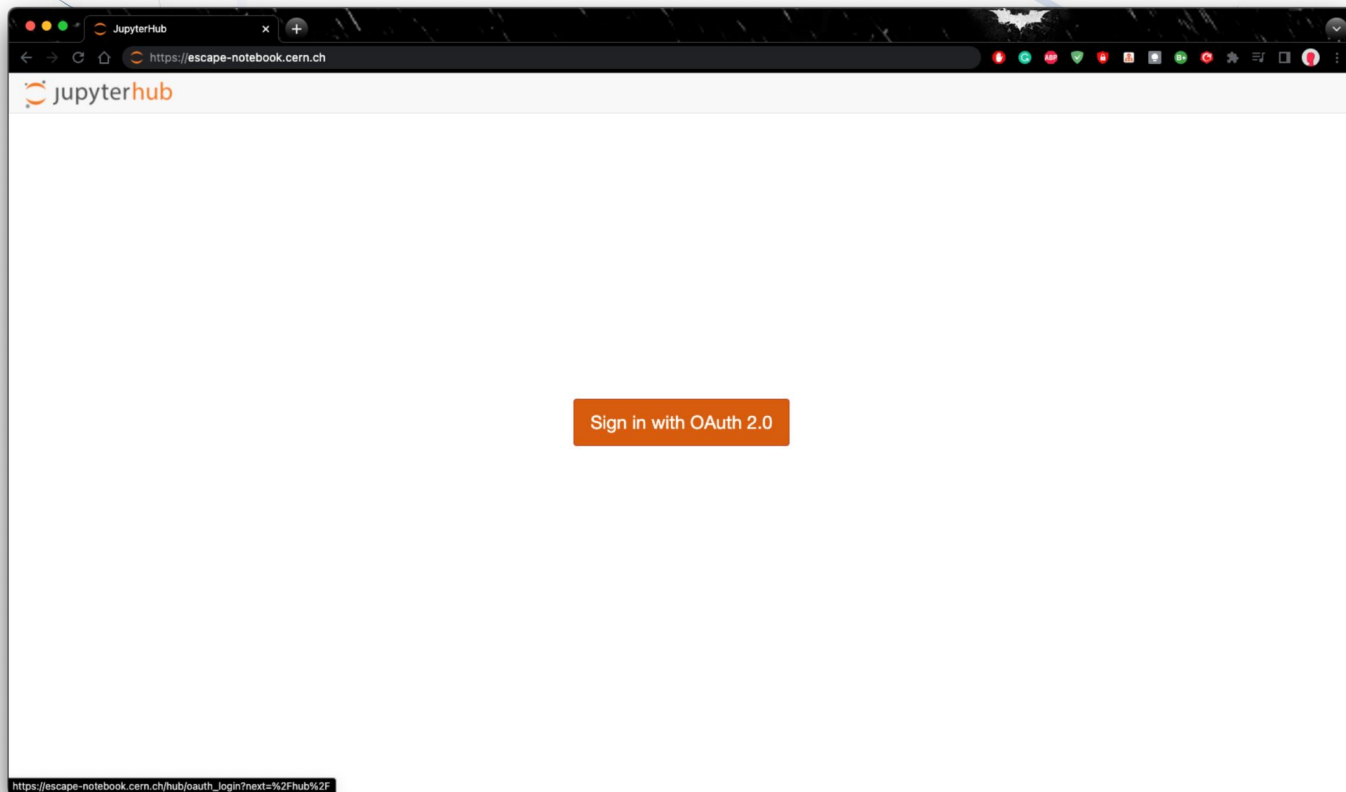 JupyterHub
https://escape-notebook.cern.ch
jupyterhub
Sign in with OAuth 2.0
https://escape-notebook.cern.ch/hub/oauth_login?next=%2Fhub%2F